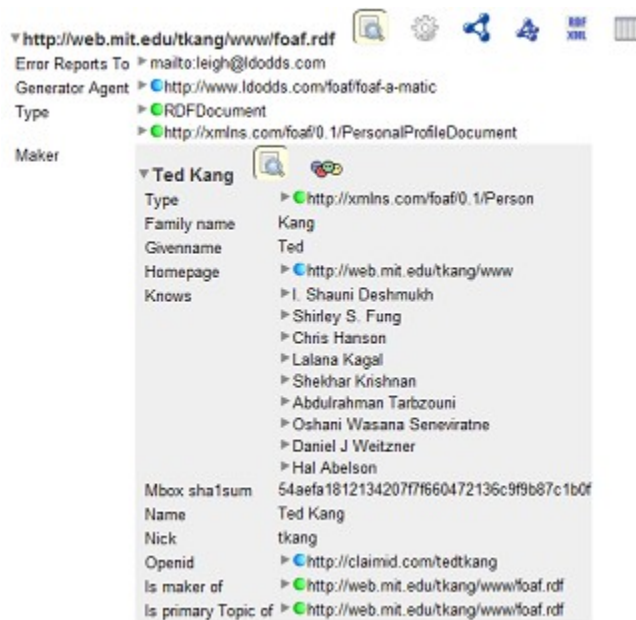 http://web.mit.edu/tkang/www/foaf.rdf
RDF
XML
Error Reports To mailto:leigh@ldodds.com
Generator Agent http://www.ldodds.com/foaf/foaf-a-matic
Type RDFDocument
http://xmlns.com/foaf/0.1/PersonalProfileDocument
Maker
Ted Kang
Type http://xmlns.com/foaf/0.1/Person
Family name Kang
Givenname Ted
Homepage http://web.mit.edu/tkang/www
Knows I. Shauni Deshmukh
Shirley S. Fung
Chris Hanson
Lalana Kagal
Shekhar Krishnan
Abdulrahman Tarbzouni
Oshani Wasana Seneviratne
Daniel J Weitzner
Hal Abelson
Mbox sha1sum 54aefa1812134207f7f660472136c9f9b87c1b0f
Name Ted Kang
Nick tkang
Openid http://claimid.com/tedtkang
Is maker of http://web.mit.edu/tkang/www/foaf.rdf
Is primary Topic of http://web.mit.edu/tkang/www/foaf.rdf